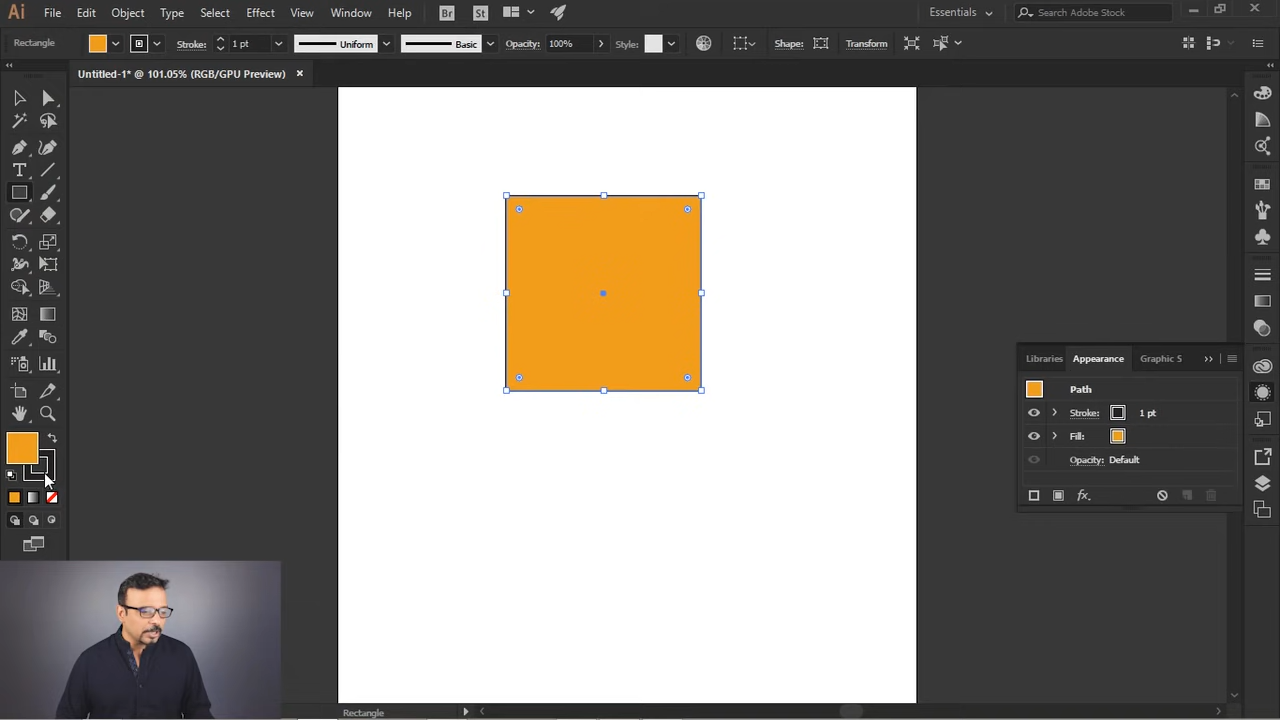 Ai File Edit Object Type Select Effect View Window Help Br St Essentials Search Adobe Stock
Rectangle Stroke: 1 pt Uniform Basic Opacity: 100% Style: Shape: Transform
Untitled-1* @ 101.05% (RGB/GPU Preview) ×
T
Libraries Appearance Graphic S
Path
Stroke: 1 pt
Fill:
Opacity: Default
fx.
Rectangle